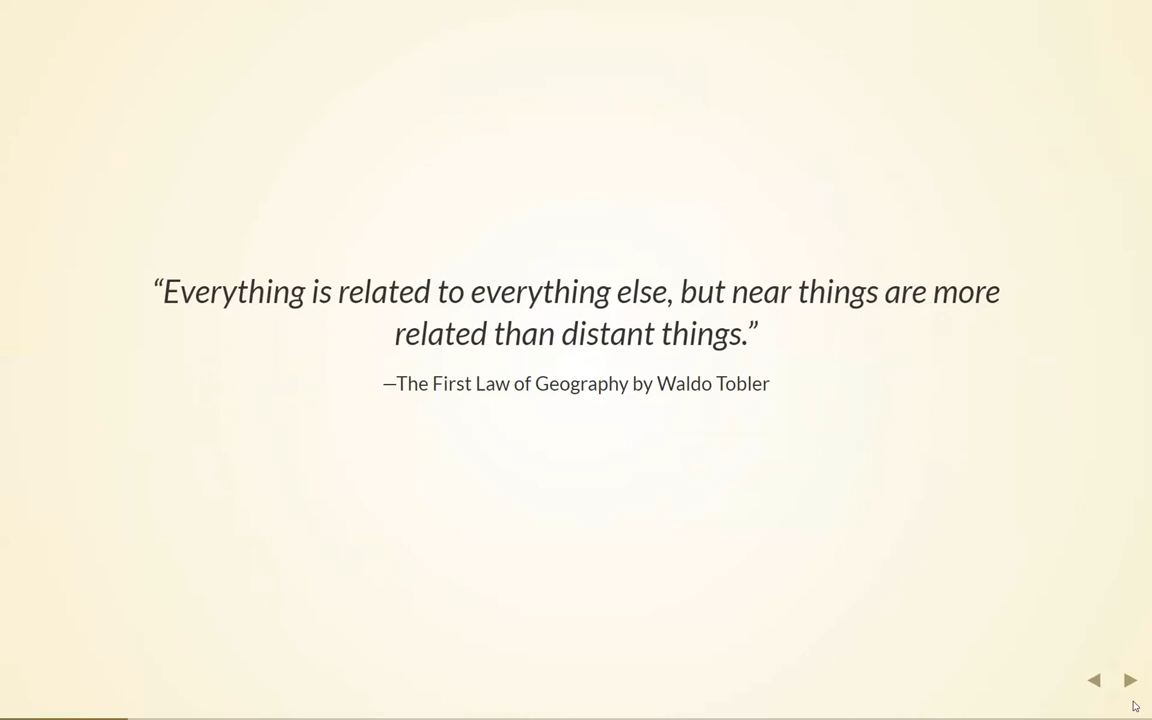 “Everything is related to everything else, but near things are more
related than distant things.”
—The First Law of Geography by Waldo Tobler